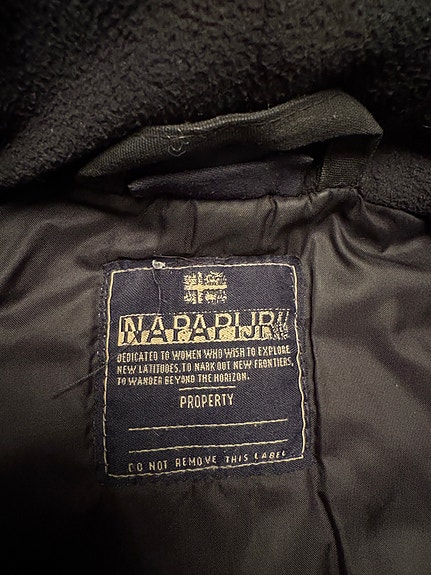 NAPAPIJRI
DEDICATED TO WOMEN WHO WISH TO EXPLORE
NEW LATITUDES, TO MARK OUT NEW FRONTIERS,
TO WANDER BEYOND THE HORIZON.
PROPERTY
DO NOT REMOVE THIS LABEL